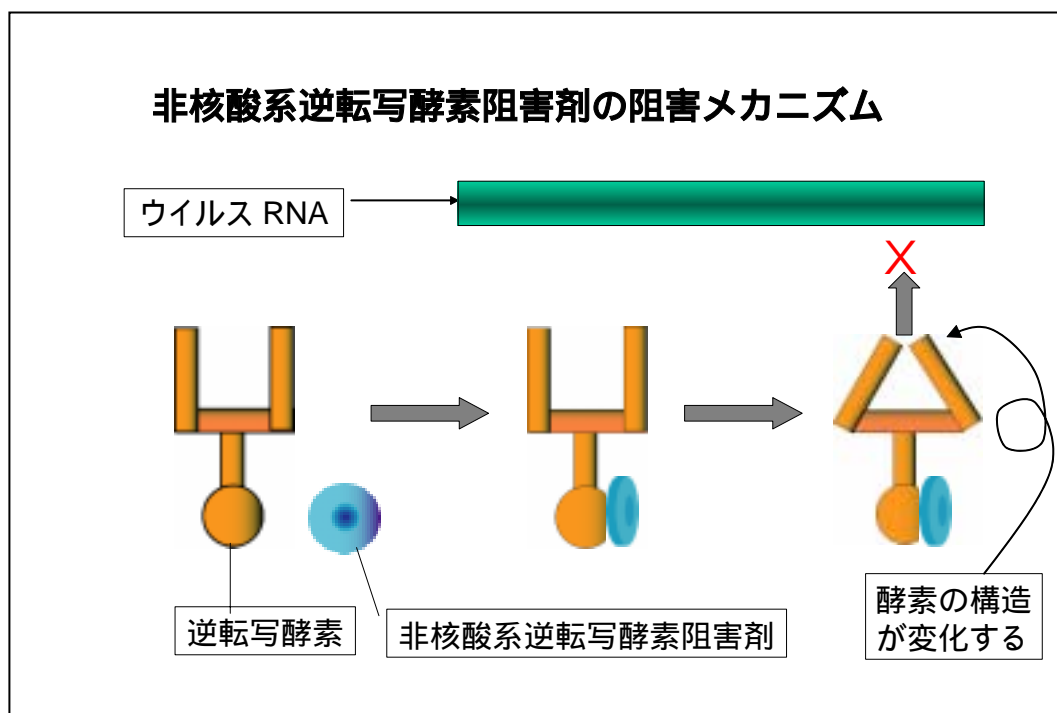 非核酸系逆転写酵素阻害剤の阻害メカニズム
ウイルス RNA
X
逆転写酵素
非核酸系逆転写酵素阻害剤
酵素の構造
が変化する